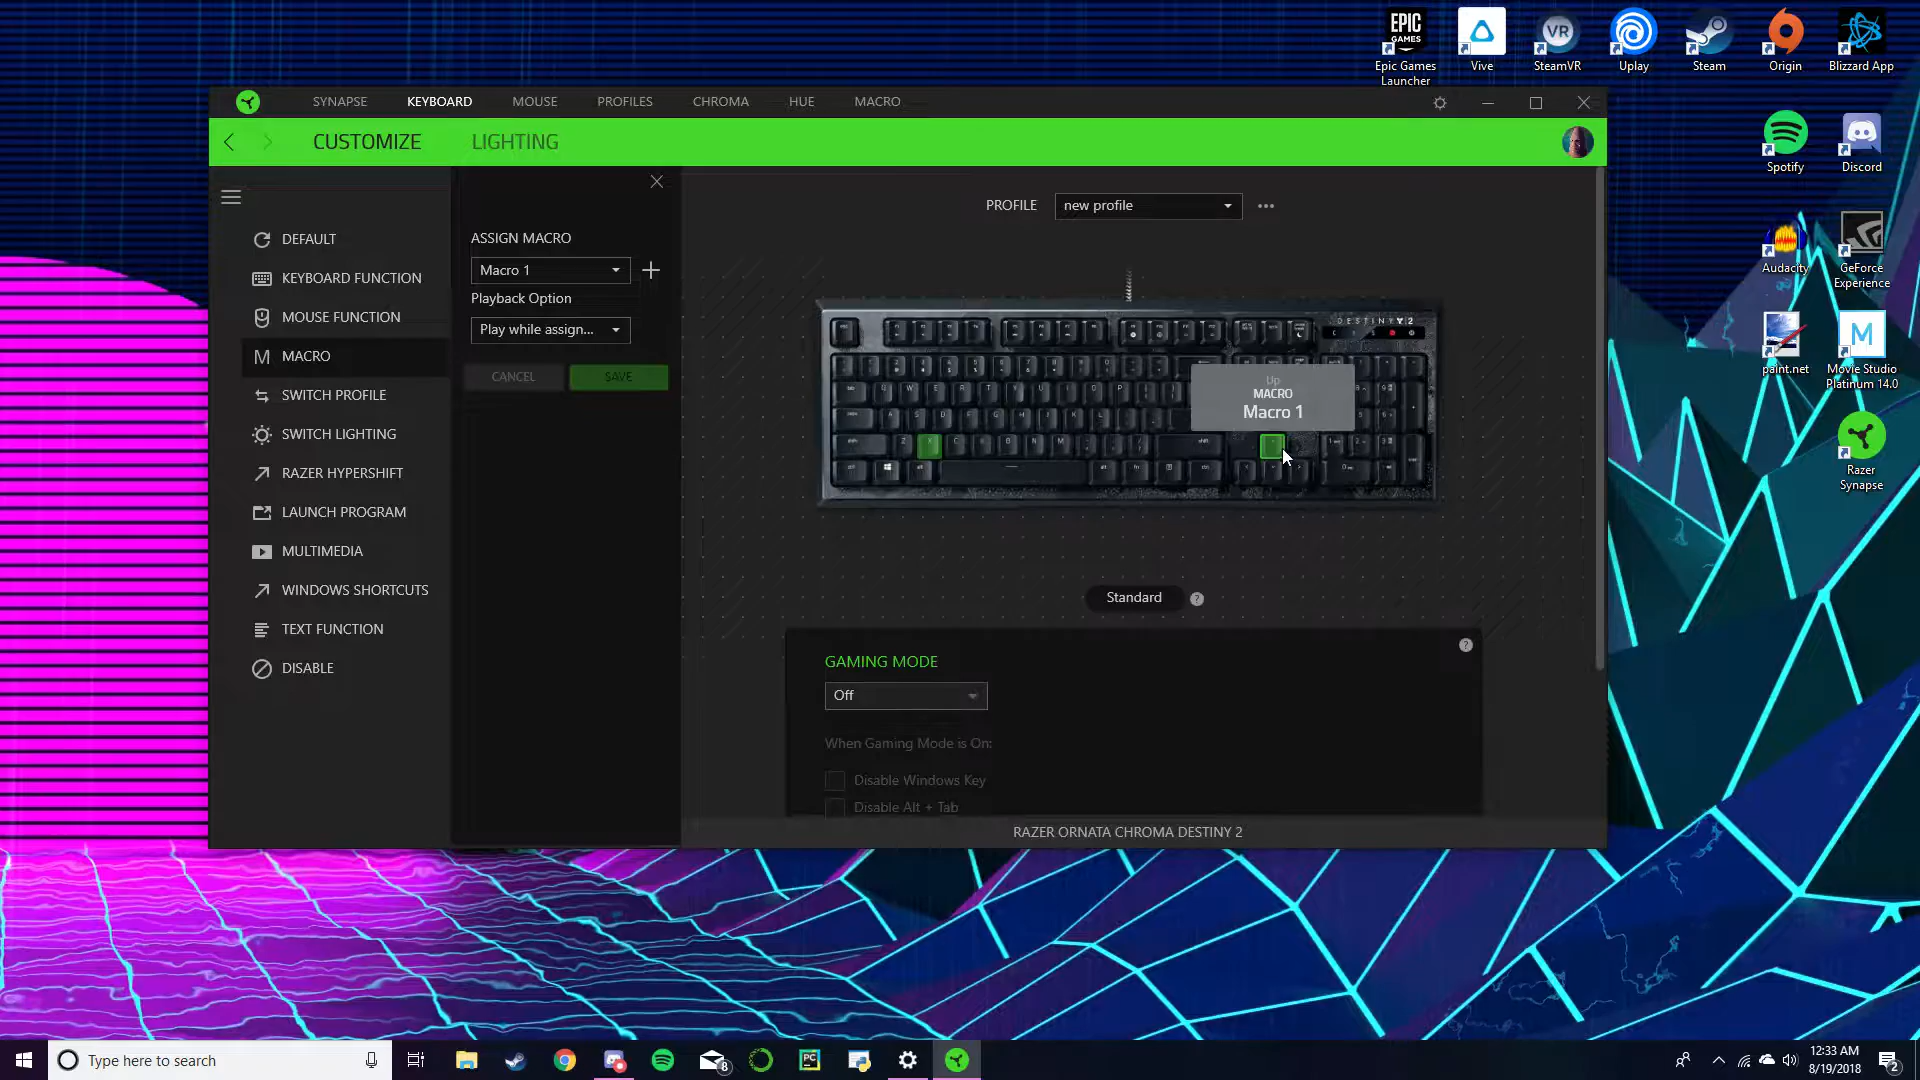 EPIC
GAMES
VR
Epic Games
Launcher
Vive
SteamVR
Uplay
Steam
Origin
Blizzard App
SYNAPSE
KEYBOARD
MOUSE
PROFILES
CHROMA
HUE
MACRO
CUSTOMIZE
LIGHTING
Spotify
Discord
PROFILE
new profile
ASSIGN MACRO
Macro 1
Playback Option
Play while assign...
CANCEL
SAVE
DEFAULT
KEYBOARD FUNCTION
MOUSE FUNCTION
MACRO
SWITCH PROFILE
SWITCH LIGHTING
RAZER HYPERSHIFT
LAUNCH PROGRAM
MULTIMEDIA
WINDOWS SHORTCUTS
TEXT FUNCTION
DISABLE
DESTINY 2
Up
MACRO
Macro 1
Standard
?
GAMING MODE
?
Off
When Gaming Mode is On:
Disable Windows Key
Disable Alt + Tab
RAZER ORNATA CHROMA DESTINY 2
Audacity
GeForce
Experience
paint.net
M
Movie Studio
Platinum 14.0
Razer
Synapse
Type here to search
8
PC
12:33 AM
8/19/2018
2